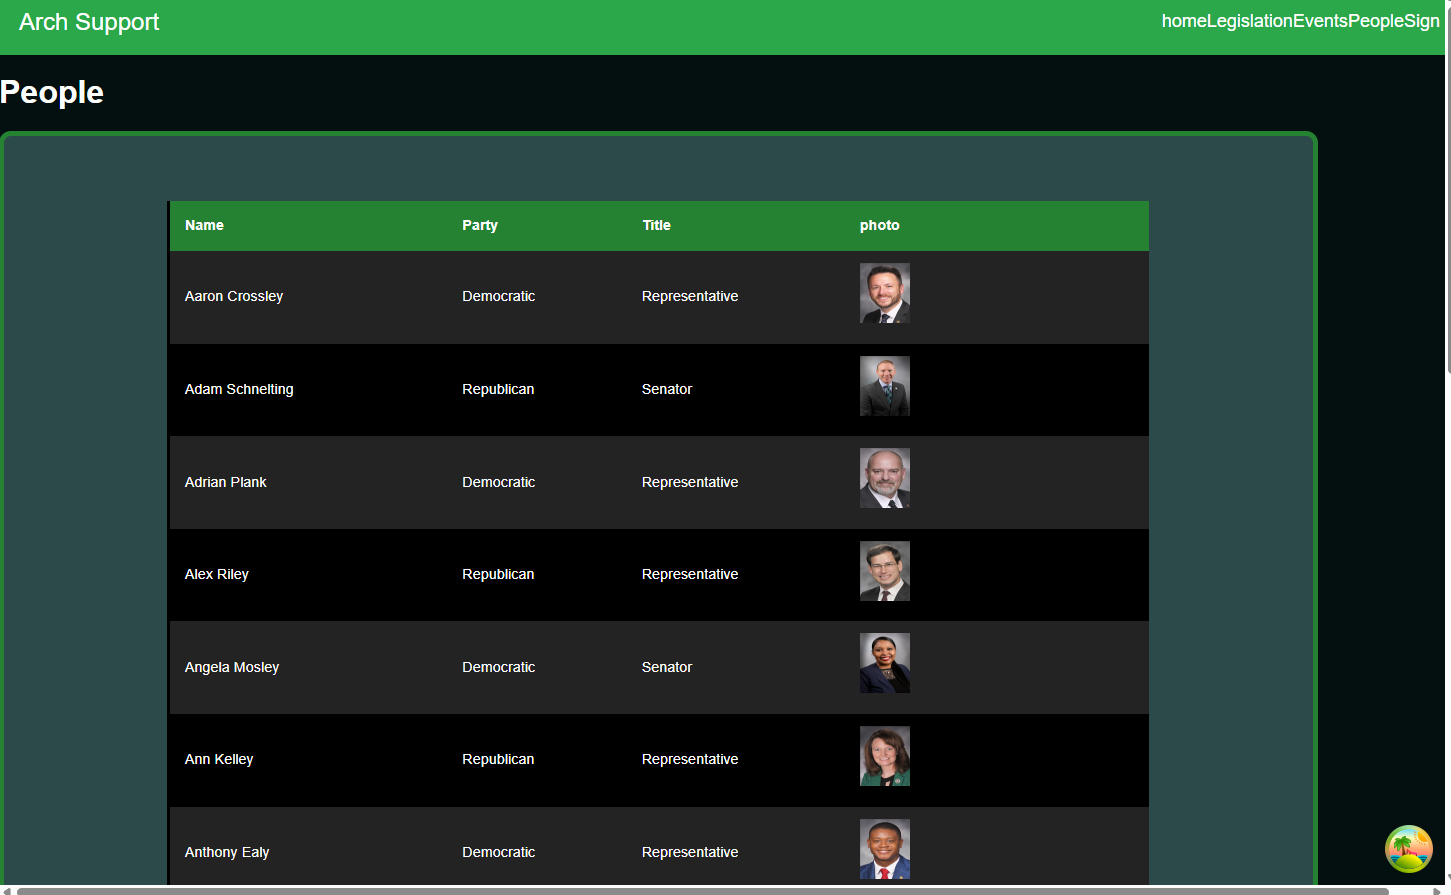 Arch Support
homeLegislationEventsPeopleSign
People
Name Party Title photo
Aaron Crossley Democratic Representative
Adam Schnelting Republican Senator
Adrian Plank Democratic Representative
Alex Riley Republican Representative
Angela Mosley Democratic Senator
Ann Kelley Republican Representative
Anthony Ealy Democratic Representative